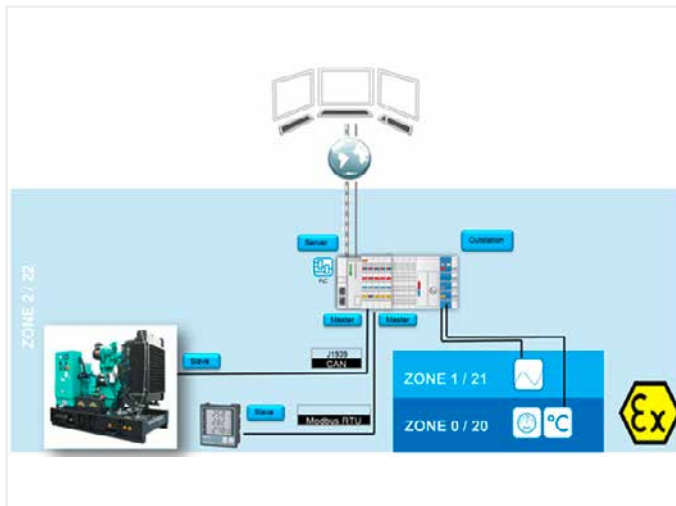 Server
Outstation
PLC
ZONE 2 / 22
Master
Master
J1939
CAN
Slave
Slave
Modbus RTU
ZONE 1 / 21
ZONE 0 / 20
°C
Ex